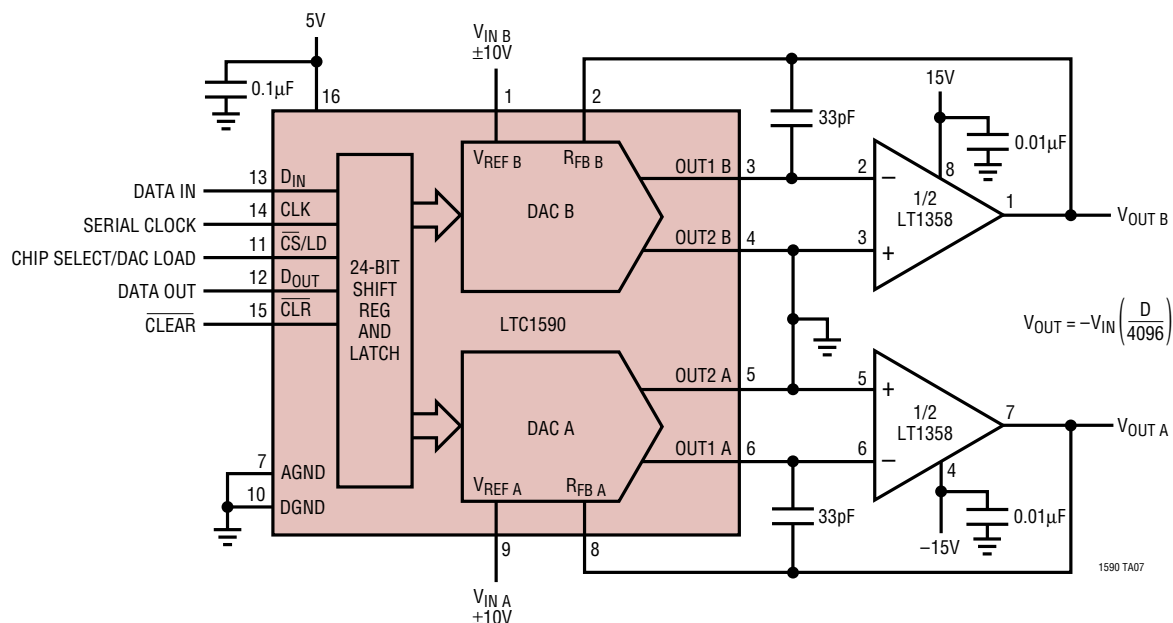 5V
0.1µF
16
V_IN B
±10V
1
2
33pF
15V
0.01µF
8
V_REF B
R_FB B
OUT1 B
3
2
−
1/2
LT1358
1
V_OUT B
DAC B
OUT2 B
4
3
+
13
D_IN
DATA IN
14
CLK
SERIAL CLOCK
11
C̅S̅/LD
CHIP SELECT/DAC LOAD
12
D_OUT
DATA OUT
15
C̅L̅R̅
C̅L̅E̅A̅R̅
24-BIT
SHIFT
REG
AND
LATCH
LTC1590
V_OUT = –V_IN (D/4096)
OUT2 A
5
5
+
1/2
LT1358
7
V_OUT A
DAC A
OUT1 A
6
6
−
4
V_REF A
R_FB A
33pF
0.01µF
–15V
7
AGND
10
DGND
9
8
V_IN A
±10V
1590 TA07